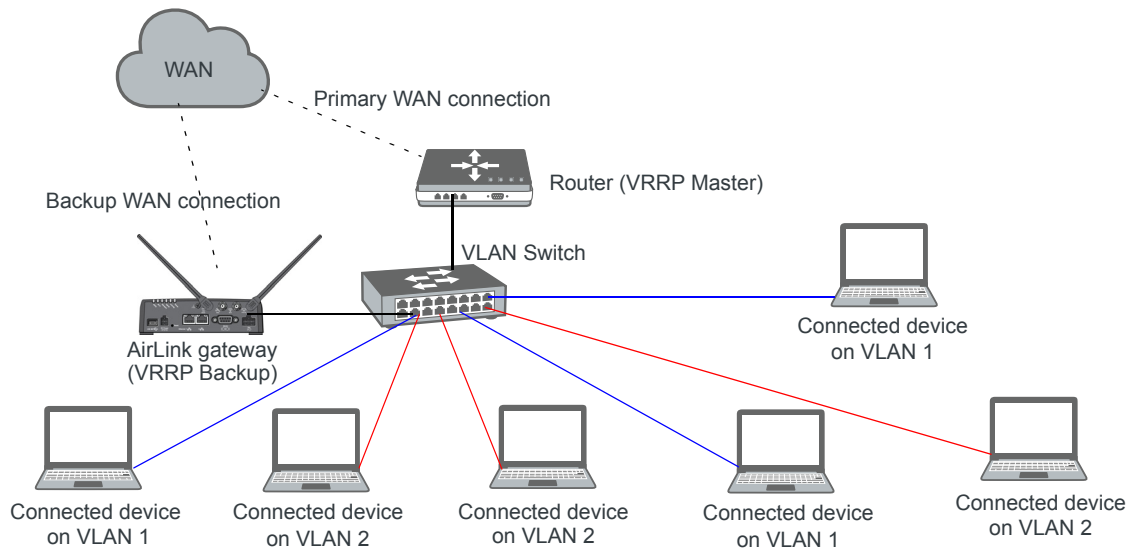 WAN
Primary WAN connection
Router (VRRP Master)
Backup WAN connection
VLAN Switch
AirLink gateway
(VRRP Backup)
Connected device
on VLAN 1
Connected device
on VLAN 1
Connected device
on VLAN 2
Connected device
on VLAN 2
Connected device
on VLAN 1
Connected device
on VLAN 2